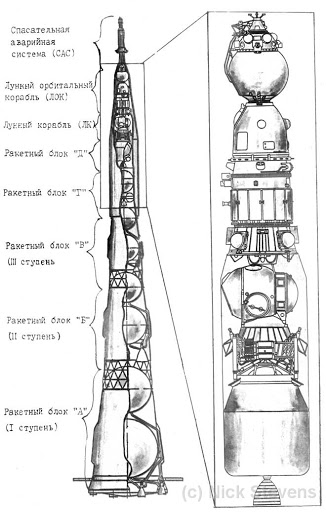 Спасательная
аварийная
система (САС)
Лунный орбитальный
корабль (ЛОК)
Лунный корабль (ЛК)
Ракетный блок "Д"
Ракетный блок "Г"
Ракетный блок "В"
(III ступень
Ракетный блок "Б"
(II ступень)
Ракетный блок "А"
(I ступень)
(c) Nick Stevens